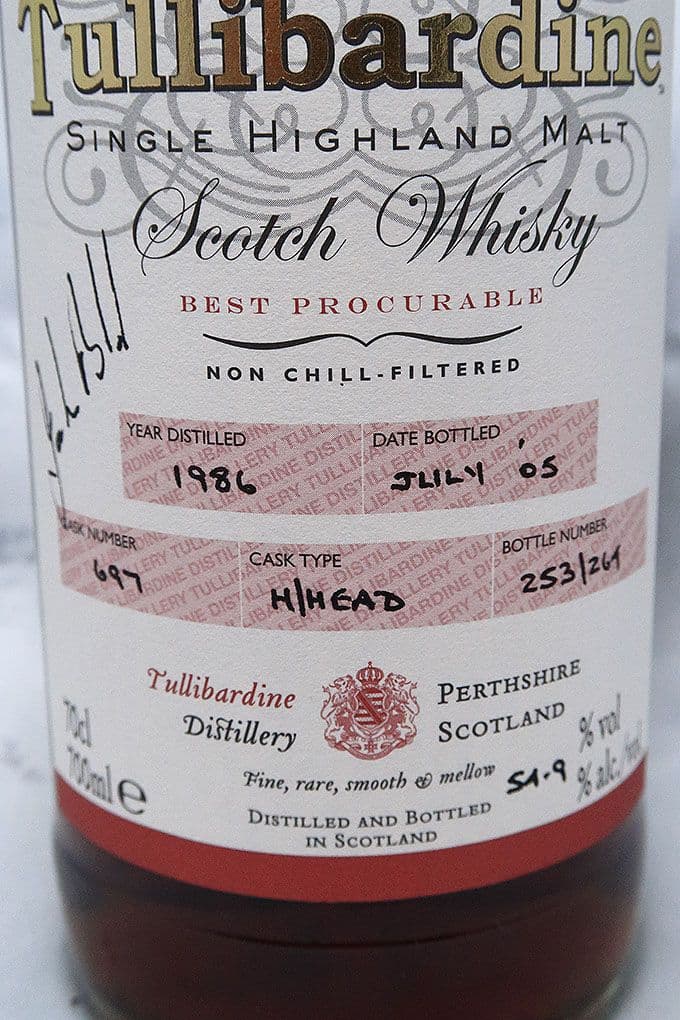 Tullibardine
SINGLE HIGHLAND MALT
Scotch Whisky
BEST PROCURABLE
NON CHILL-FILTERED
YEAR DISTILLED DATE BOTTLED
1986 JULY '05
CASK NUMBER CASK TYPE BOTTLE NUMBER
697 H/HEAD 253/264
Tullibardine
Distillery
PERTHSHIRE
SCOTLAND
70cl
700ml e
Fine, rare, smooth & mellow
54.9 % vol
% alc./vol
DISTILLED AND BOTTLED
IN SCOTLAND